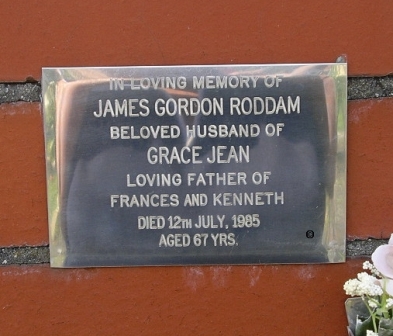 IN LOVING MEMORY OF
JAMES GORDON RODDAM
BELOVED HUSBAND OF
GRACE JEAN
LOVING FATHER OF
FRANCES AND KENNETH
DIED 12TH JULY, 1985
AGED 67 YRS.